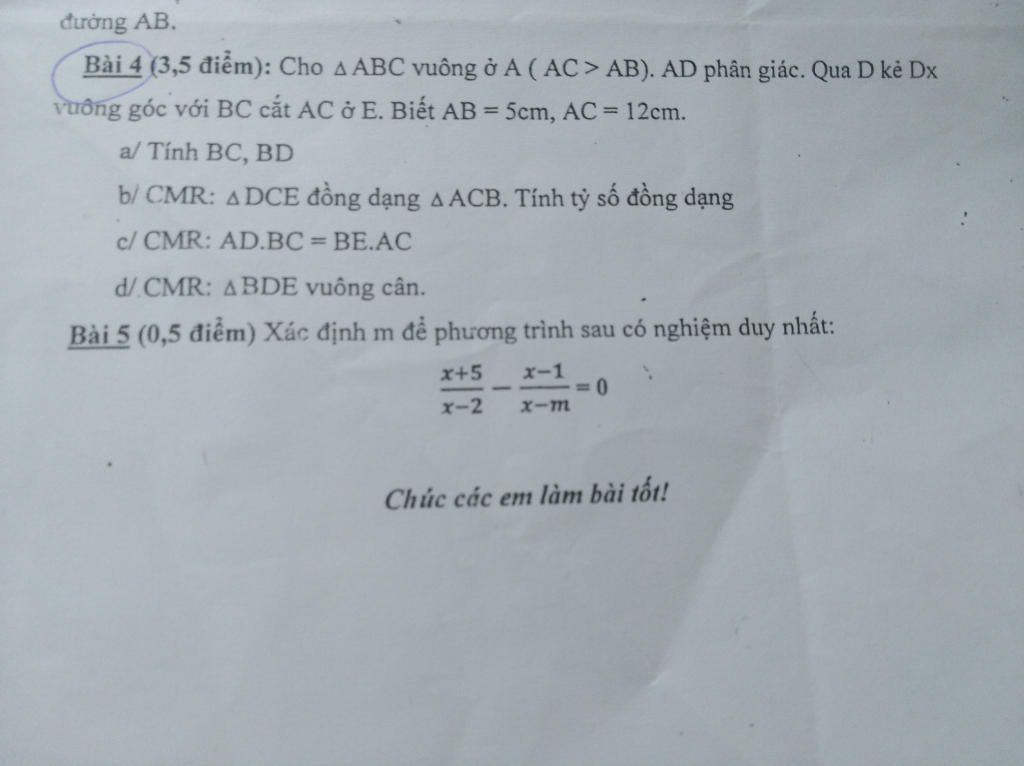 đường AB.
Bài 4 (3,5 điểm): Cho △ ABC vuông ở A ( AC > AB). AD phân giác. Qua D kẻ Dx
vuông góc với BC cắt AC ở E. Biết AB = 5cm, AC = 12cm.
a/ Tính BC, BD
b/ CMR: △ DCE đồng dạng △ ACB. Tính tỷ số đồng dạng
c/ CMR: AD.BC = BE.AC
d/ CMR: △ BDE vuông cân.
Bài 5 (0,5 điểm) Xác định m để phương trình sau có nghiệm duy nhất:
x+5/x−2 − x−1/x−m = 0
Chúc các em làm bài tốt!